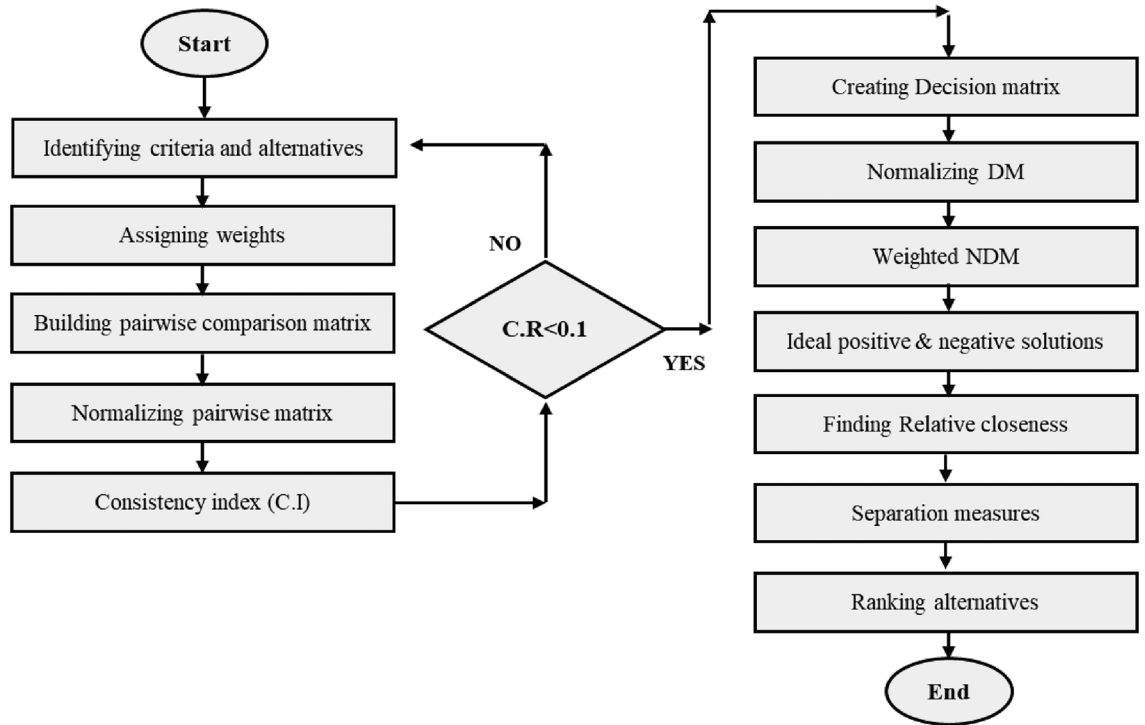 Start
Identifying criteria and alternatives
Assigning weights
Building pairwise comparison matrix
Normalizing pairwise matrix
Consistency index (C.I)
NO
C.R<0.1
YES
Creating Decision matrix
Normalizing DM
Weighted NDM
Ideal positive & negative solutions
Finding Relative closeness
Separation measures
Ranking alternatives
End